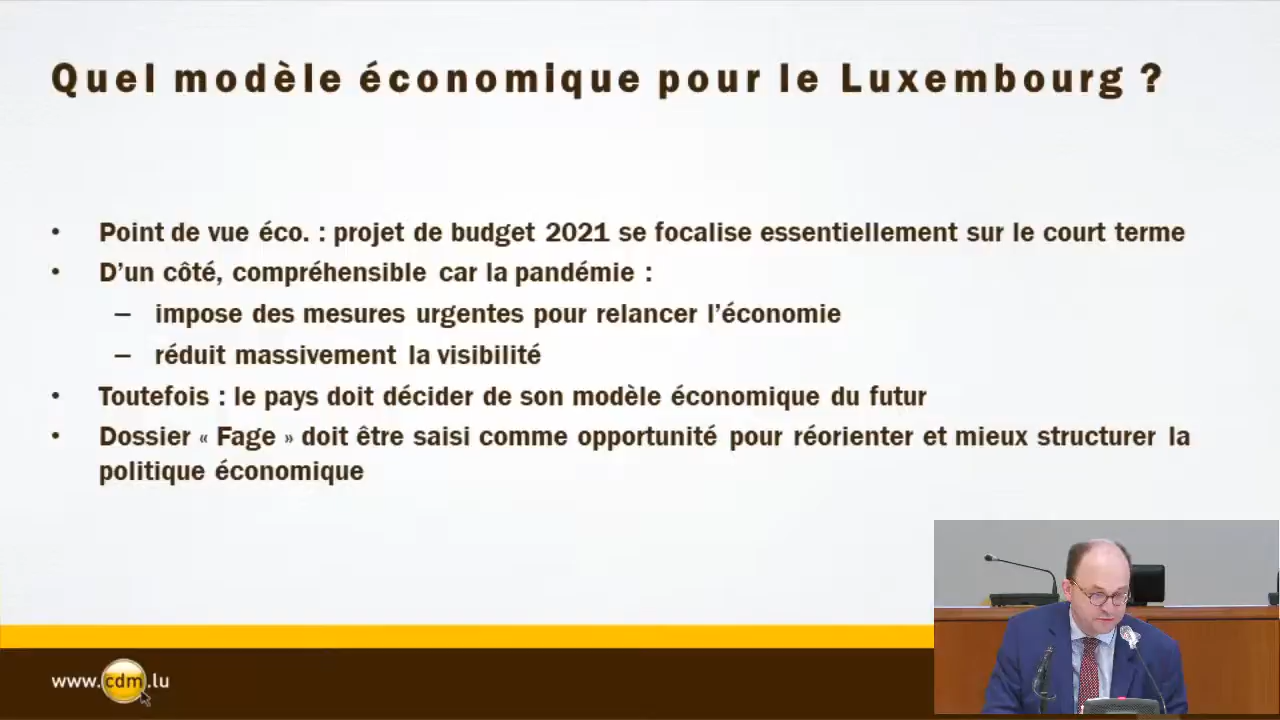 Quel modèle économique pour le Luxembourg ?
• Point de vue éco. : projet de budget 2021 se focalise essentiellement sur le court terme
• D’un côté, compréhensible car la pandémie :
– impose des mesures urgentes pour relancer l’économie
– réduit massivement la visibilité
• Toutefois : le pays doit décider de son modèle économique du futur
• Dossier « Fage » doit être saisi comme opportunité pour réorienter et mieux structurer la
politique économique
www.cdm.lu